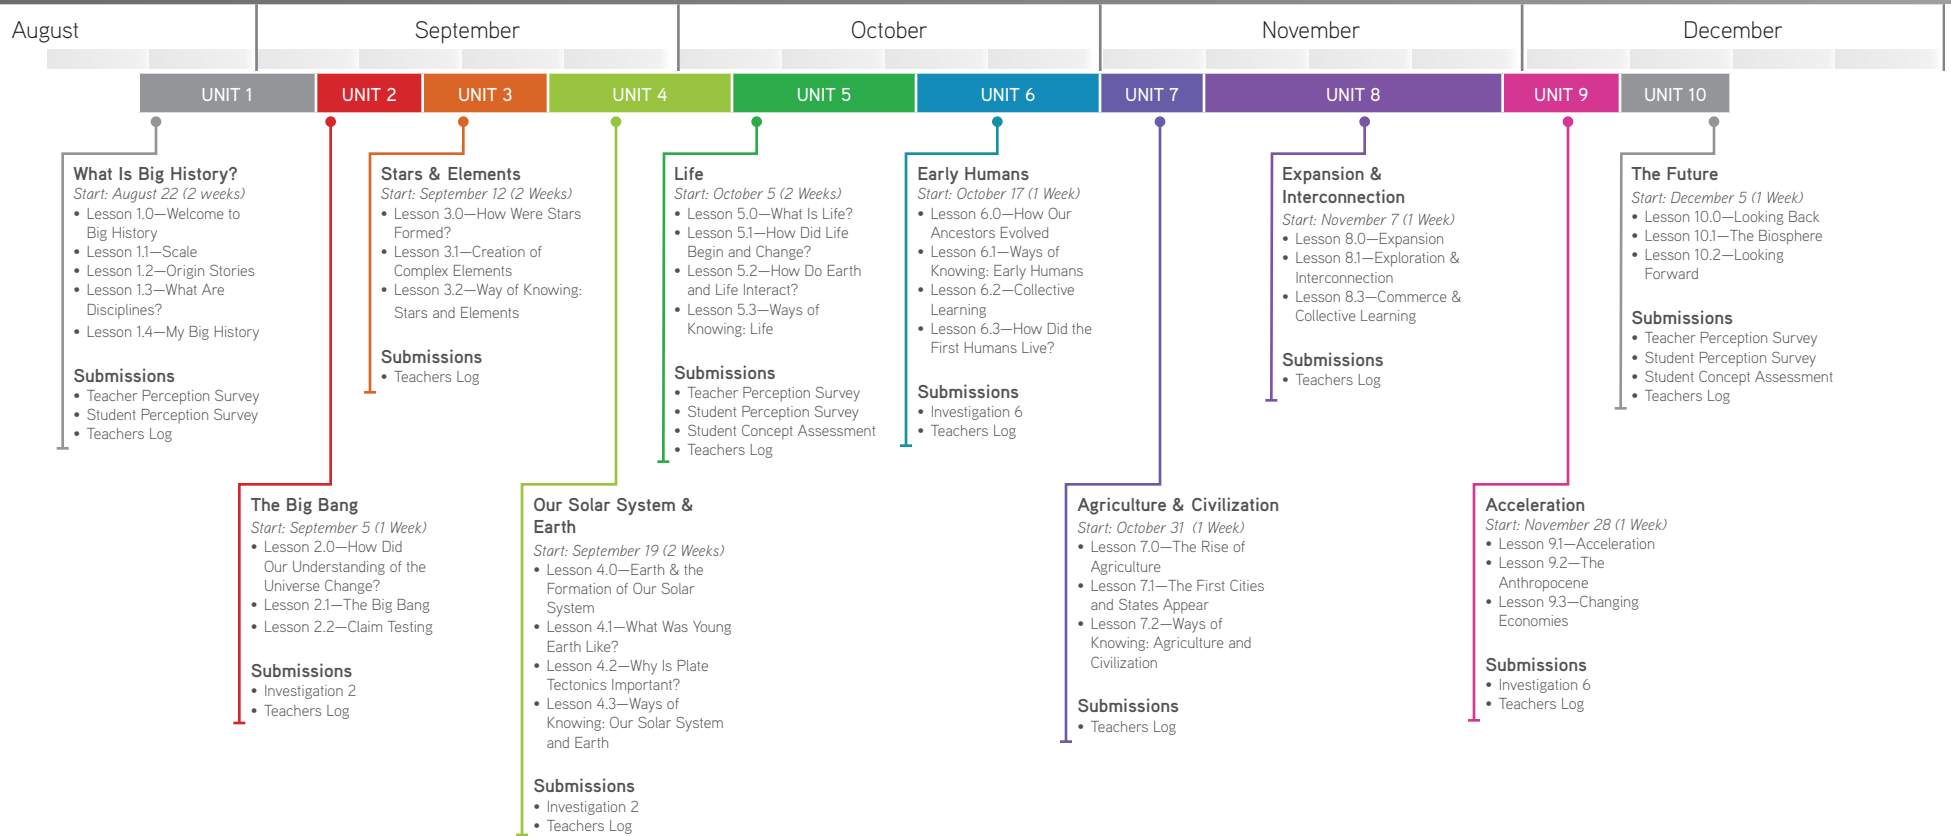 August
September
October
November
December
UNIT 1
UNIT 2
UNIT 3
UNIT 4
UNIT 5
UNIT 6
UNIT 7
UNIT 8
UNIT 9
UNIT 10
What Is Big History?
Start: August 22 (2 weeks)
• Lesson 1.0—Welcome to
Big History
• Lesson 1.1—Scale
• Lesson 1.2—Origin Stories
• Lesson 1.3—What Are
Disciplines?
• Lesson 1.4—My Big History
Submissions
• Teacher Perception Survey
• Student Perception Survey
• Teachers Log
Stars & Elements
Start: September 12 (2 Weeks)
• Lesson 3.0—How Were Stars
Formed?
• Lesson 3.1—Creation of
Complex Elements
• Lesson 3.2—Way of Knowing:
Stars and Elements
Submissions
• Teachers Log
Life
Start: October 5 (2 Weeks)
• Lesson 5.0—What Is Life?
• Lesson 5.1—How Did Life
Begin and Change?
• Lesson 5.2—How Do Earth
and Life Interact?
• Lesson 5.3—Ways of
Knowing: Life
Submissions
• Teacher Perception Survey
• Student Perception Survey
• Student Concept Assessment
• Teachers Log
Early Humans
Start: October 17 (1 Week)
• Lesson 6.0—How Our
Ancestors Evolved
• Lesson 6.1—Ways of
Knowing: Early Humans
• Lesson 6.2—Collective
Learning
• Lesson 6.3—How Did the
First Humans Live?
Submissions
• Investigation 6
• Teachers Log
Expansion &
Interconnection
Start: November 7 (1 Week)
• Lesson 8.0—Expansion
• Lesson 8.1—Exploration &
Interconnection
• Lesson 8.3—Commerce &
Collective Learning
Submissions
• Teachers Log
The Future
Start: December 5 (1 Week)
• Lesson 10.0—Looking Back
• Lesson 10.1—The Biosphere
• Lesson 10.2—Looking
Forward
Submissions
• Teacher Perception Survey
• Student Perception Survey
• Student Concept Assessment
• Teachers Log
The Big Bang
Start: September 5 (1 Week)
• Lesson 2.0—How Did
Our Understanding of the
Universe Change?
• Lesson 2.1—The Big Bang
• Lesson 2.2—Claim Testing
Submissions
• Investigation 2
• Teachers Log
Our Solar System &
Earth
Start: September 19 (2 Weeks)
• Lesson 4.0—Earth & the
Formation of Our Solar
System
• Lesson 4.1—What Was Young
Earth Like?
• Lesson 4.2—Why Is Plate
Tectonics Important?
• Lesson 4.3—Ways of
Knowing: Our Solar System
and Earth
Submissions
• Investigation 2
• Teachers Log
Agriculture & Civilization
Start: October 31 (1 Week)
• Lesson 7.0—The Rise of
Agriculture
• Lesson 7.1—The First Cities
and States Appear
• Lesson 7.2—Ways of
Knowing: Agriculture and
Civilization
Submissions
• Teachers Log
Acceleration
Start: November 28 (1 Week)
• Lesson 9.1—Acceleration
• Lesson 9.2—The
Anthropocene
• Lesson 9.3—Changing
Economies
Submissions
• Investigation 6
• Teachers Log